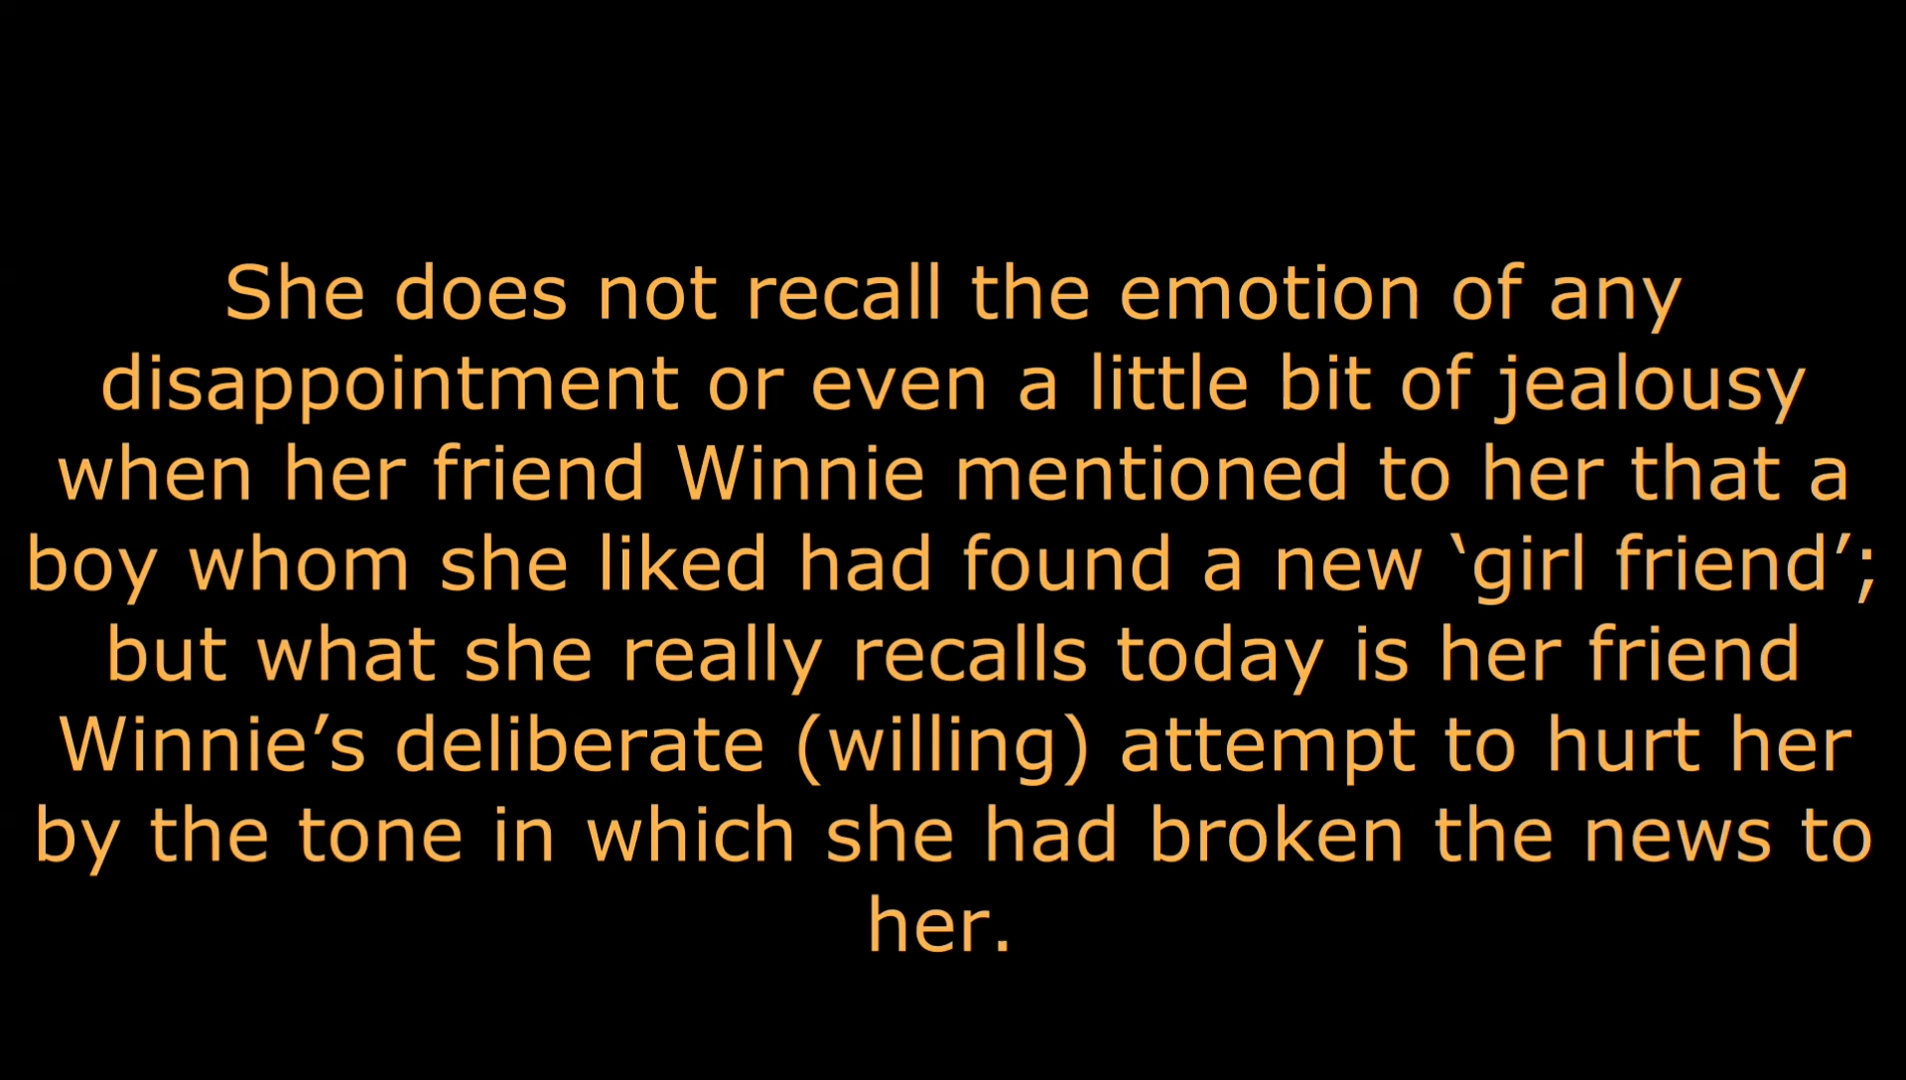 She does not recall the emotion of any
disappointment or even a little bit of jealousy
when her friend Winnie mentioned to her that a
boy whom she liked had found a new ‘girl friend’;
but what she really recalls today is her friend
Winnie’s deliberate (willing) attempt to hurt her
by the tone in which she had broken the news to
her.